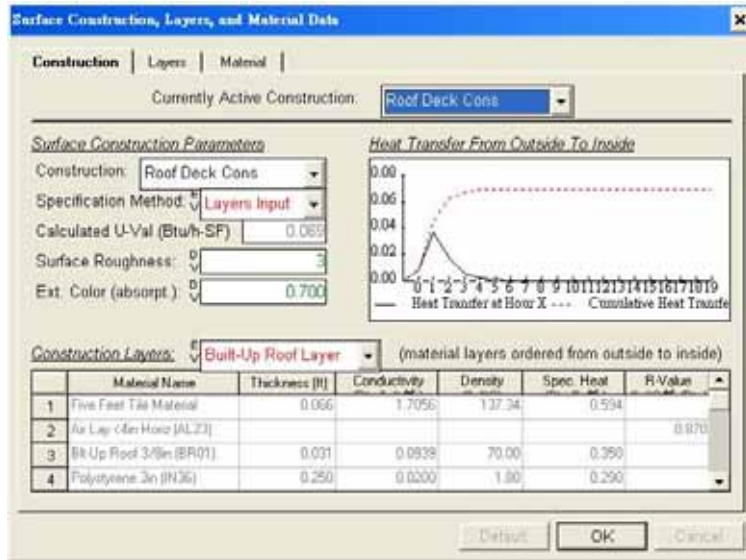 Surface Construction, Layers, and Material Data
Construction | Layers | Material |
Currently Active Construction: Roof Deck Cons
Surface Construction Parameters
Construction: Roof Deck Cons
Specification Method: Layers Input
Calculated U-Val (Btu/h-SF) 0.069
Surface Roughness: 3
Ext. Color (absorpt.): 0.700
Heat Transfer From Outside To Inside
0.08
0.06
0.04
0.02
0.00
0 1 2 3 4 5 6 7 8 9 10 11 12 13 14 15 16 17 18 19
Heat Transfer at Hour X --- Cumulative Heat Transfe
Construction Layers: Built-Up Roof Layer (material layers ordered from outside to inside)
Material Name Thickness (ft) Conductivity Density Spec. Heat R-Value
1 Five Feet Tile Material 0.066 1.7056 137.34 0.594
2 Air Lay <4in Horiz (AL23) 0.870
3 Blt-Up Roof 3/8in (BR01) 0.031 0.0939 70.00 0.350
4 Polystyrene 3in (IN36) 0.250 0.0200 1.80 0.290
Default OK Cancel